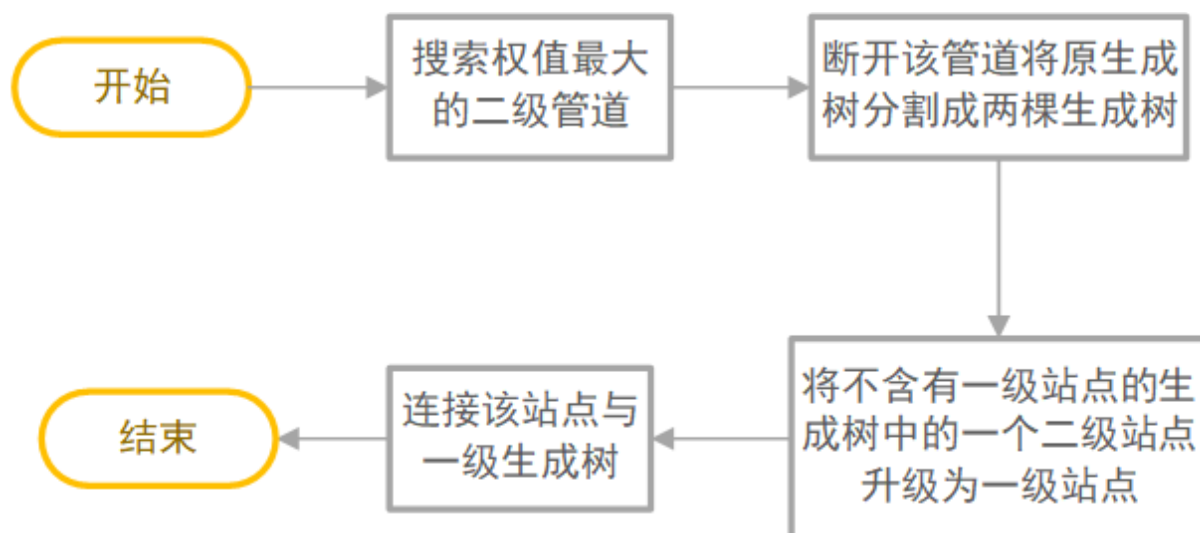 开始
搜索权值最大
的二级管道
断开该管道将原生成
树分割成两棵生成树
将不含有一级站点的生
成树中的一个二级站点
升级为一级站点
连接该站点与
一级生成树
结束